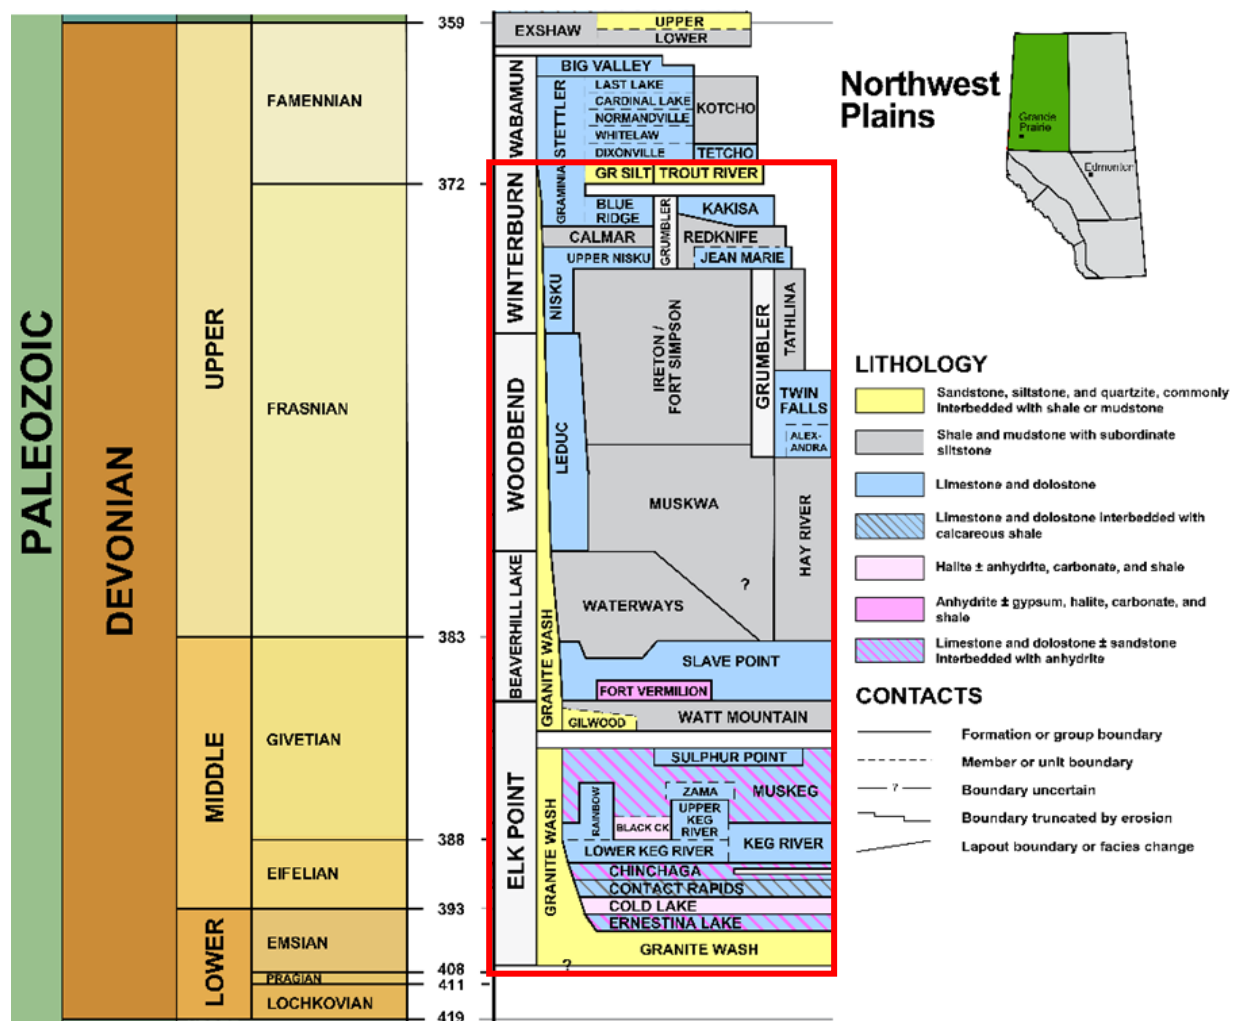 PALEOZOIC
DEVONIAN
UPPER
MIDDLE
LOWER
FAMENNIAN
FRASNIAN
GIVETIAN
EIFELIAN
EMSIAN
PRAGIAN
LOCHKOVIAN
359
372
383
388
393
408
411
419
WABAMUN
WINTERBURN
WOODBEND
BEAVERHILL LAKE
ELK POINT
EXSHAW
UPPER
LOWER
BIG VALLEY
STETTLER
LAST LAKE
CARDINAL LAKE
NORMANDVILLE
WHITELAW
DIXONVILLE
KOTCHO
TETCHO
GRAMINIA
GR SILT
TROUT RIVER
BLUE
RIDGE
GRUMBLER
KAKISA
CALMAR
REDKNIFE
UPPER NISKU
JEAN MARIE
NISKU
IRETON /
FORT SIMPSON
GRUMBLER
TATHLINA
TWIN
FALLS
ALEX-
ANDRA
LEDUC
MUSKWA
HAY RIVER
?
WATERWAYS
GRANITE WASH
SLAVE POINT
FORT VERMILION
GILWOOD
WATT MOUNTAIN
SULPHUR POINT
MUSKEG
ZAMA
RAINBOW
UPPER
KEG
RIVER
BLACK CK
LOWER KEG RIVER
KEG RIVER
GRANITE WASH
CHINCHAGA
CONTACT RAPIDS
COLD LAKE
ERNESTINA LAKE
GRANITE WASH
?
Northwest
Plains
Grande
Prairie
Edmonton
LITHOLOGY
Sandstone, siltstone, and quartzite, commonly
interbedded with shale or mudstone
Shale and mudstone with subordinate
siltstone
Limestone and dolostone
Limestone and dolostone interbedded with
calcareous shale
Halite ± anhydrite, carbonate, and shale
Anhydrite ± gypsum, halite, carbonate, and
shale
Limestone and dolostone ± sandstone
interbedded with anhydrite
CONTACTS
Formation or group boundary
Member or unit boundary
? Boundary uncertain
Boundary truncated by erosion
Lapout boundary or facies change